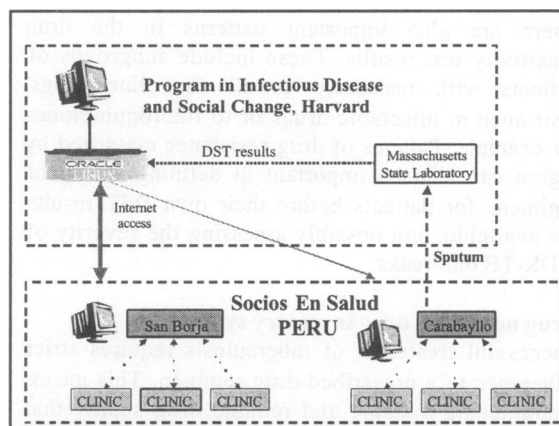 Program in Infectious Disease
and Social Change, Harvard
ORACLE
LINUX
DST results
Massachusetts
State Laboratory
Internet
access
Sputum
Socios En Salud
PERU
San Borja
Carabayllo
CLINIC CLINIC CLINIC CLINIC CLINIC CLINIC